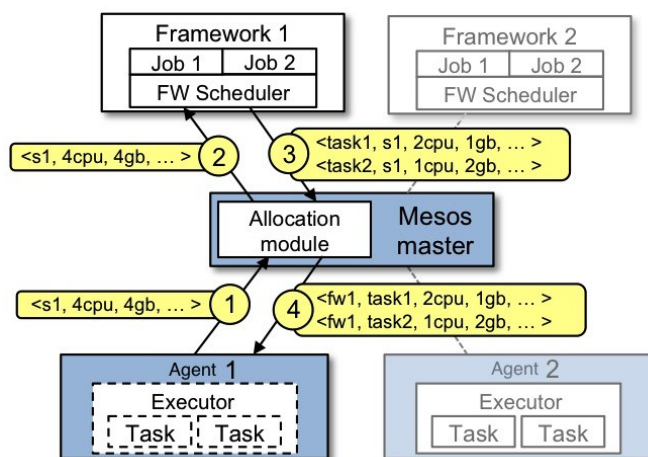 Framework 1
Job 1 Job 2
FW Scheduler
Framework 2
Job 1 Job 2
FW Scheduler
<s1, 4cpu, 4gb, … >
2
3
<task1, s1, 2cpu, 1gb, … >
<task2, s1, 1cpu, 2gb, … >
Allocation
module
Mesos
master
<s1, 4cpu, 4gb, … >
1
4
<fw1, task1, 2cpu, 1gb, … >
<fw1, task2, 1cpu, 2gb, … >
Agent 1
Executor
Task Task
Agent 2
Executor
Task Task